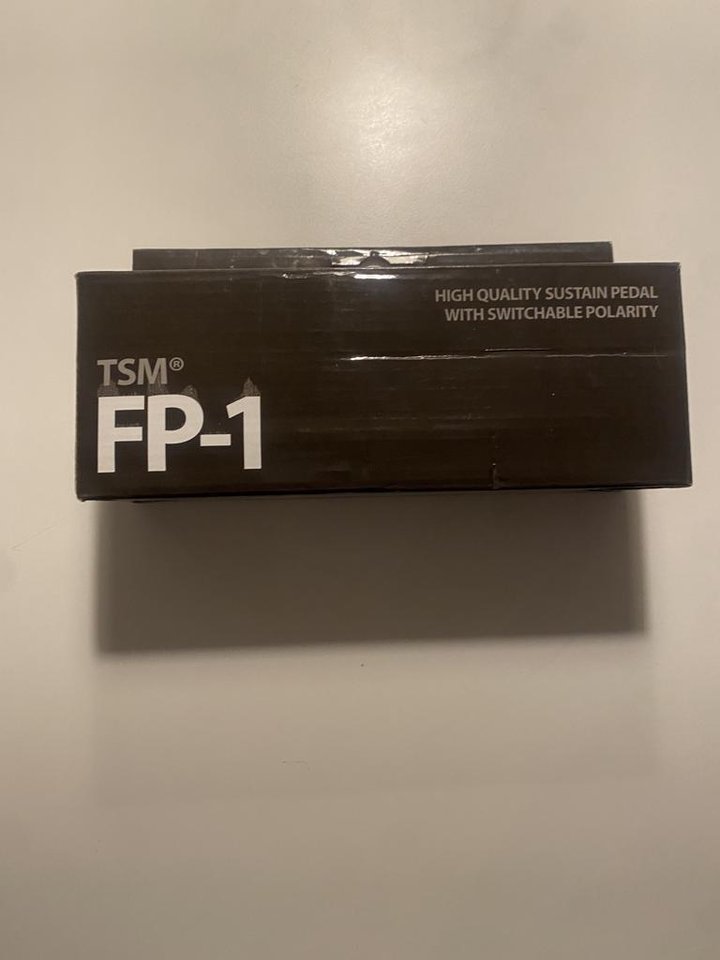 HIGH QUALITY SUSTAIN PEDAL
WITH SWITCHABLE POLARITY
TSM®
FP-1